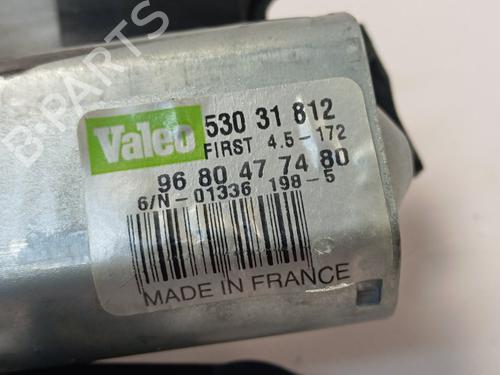 B-PARTS
Valeo 530 31 812
FIRST 4.5-172
96 80 47 74 80
6/N-01336 198-5
MADE IN FRANCE